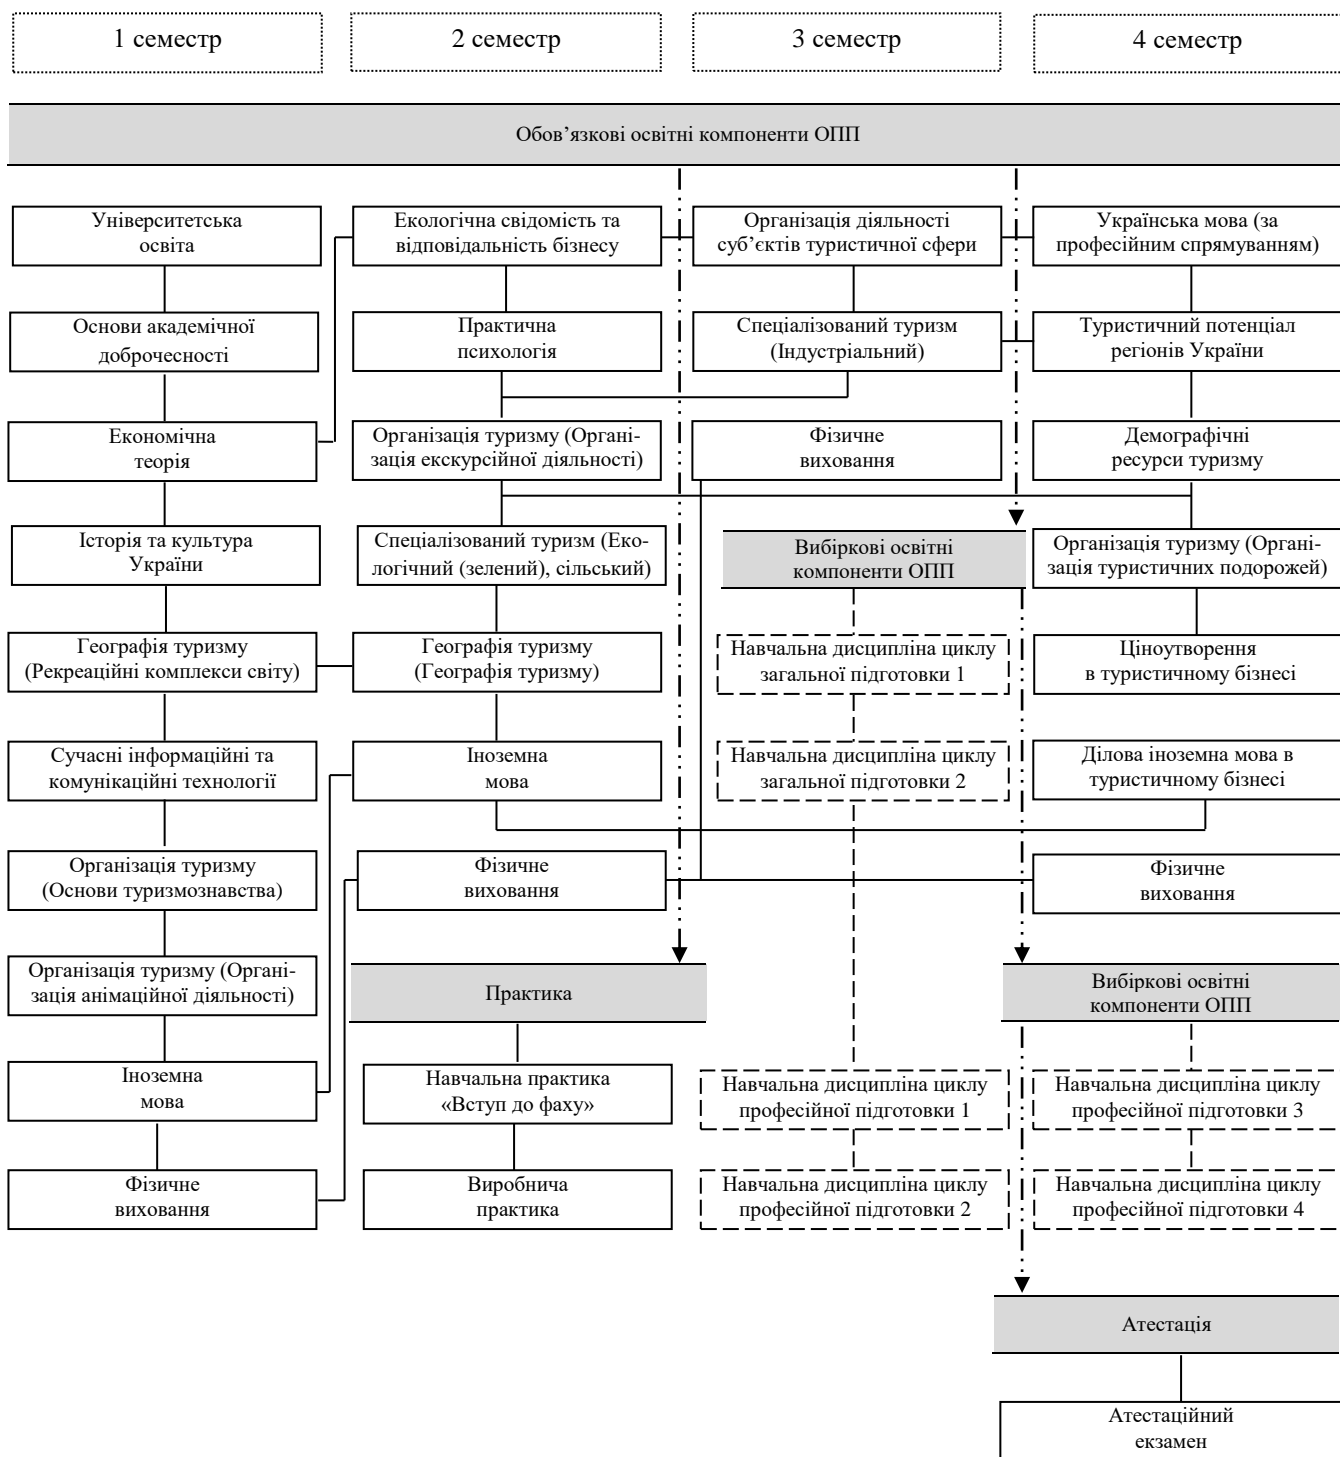 1 семестр
2 семестр
3 семестр
4 семестр
Обов’язкові освітні компоненти ОПП
Університетська
освіта
Екологічна свідомість та
відповідальність бізнесу
Організація діяльності
суб’єктів туристичної сфери
Українська мова (за
професійним спрямуванням)
Основи академічної
доброчесності
Практична
психологія
Спеціалізований туризм
(Індустріальний)
Туристичний потенціал
регіонів України
Економічна
теорія
Організація туризму (Органі-
зація екскурсійної діяльності)
Фізичне
виховання
Демографічні
ресурси туризму
Історія та культура
України
Спеціалізований туризм (Еко-
логічний (зелений), сільський)
Вибіркові освітні
компоненти ОПП
Організація туризму (Органі-
зація туристичних подорожей)
Географія туризму
(Рекреаційні комплекси світу)
Географія туризму
(Географія туризму)
Навчальна дисципліна циклу
загальної підготовки 1
Ціноутворення
в туристичному бізнесі
Сучасні інформаційні та
комунікаційні технології
Іноземна
мова
Навчальна дисципліна циклу
загальної підготовки 2
Ділова іноземна мова в
туристичному бізнесі
Організація туризму
(Основи туризмознавства)
Фізичне
виховання
Фізичне
виховання
Організація туризму (Органі-
зація анімаційної діяльності)
Практика
Вибіркові освітні
компоненти ОПП
Іноземна
мова
Навчальна практика
«Вступ до фаху»
Навчальна дисципліна циклу
професійної підготовки 1
Навчальна дисципліна циклу
професійної підготовки 3
Фізичне
виховання
Виробнича
практика
Навчальна дисципліна циклу
професійної підготовки 2
Навчальна дисципліна циклу
професійної підготовки 4
Атестація
Атестаційний
екзамен